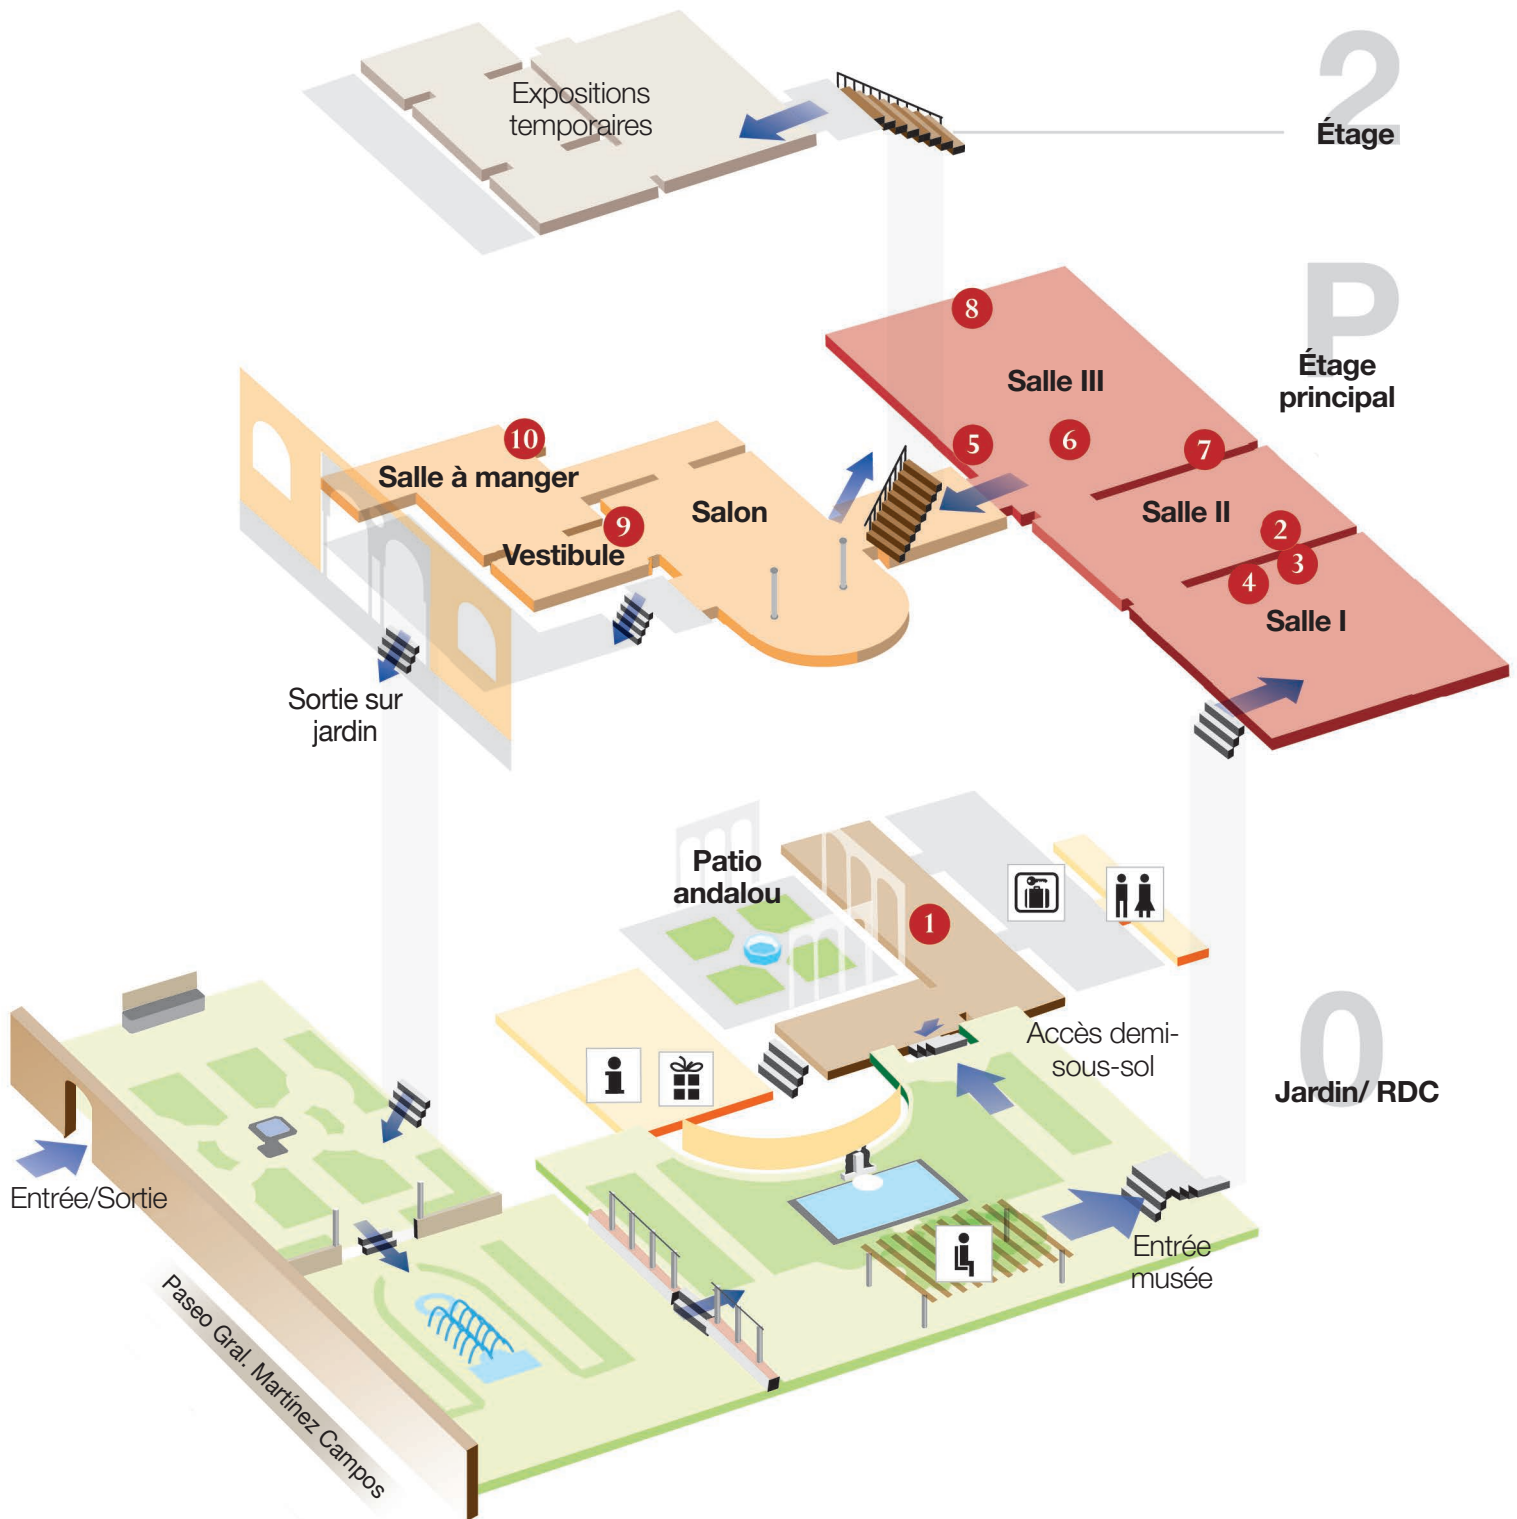 2
Étage
Expositions
temporaires
P
Étage
principal
8
Salle III
10
5
6
7
Salle à manger
Salon
Salle II
9
2
Vestibule
3
4
Salle I
Sortie sur
jardin
Patio
andalou
1
Accès demi-
sous-sol
0
Jardin/ RDC
Entrée/Sortie
Entrée
musée
Paseo Gral. Martínez Campos